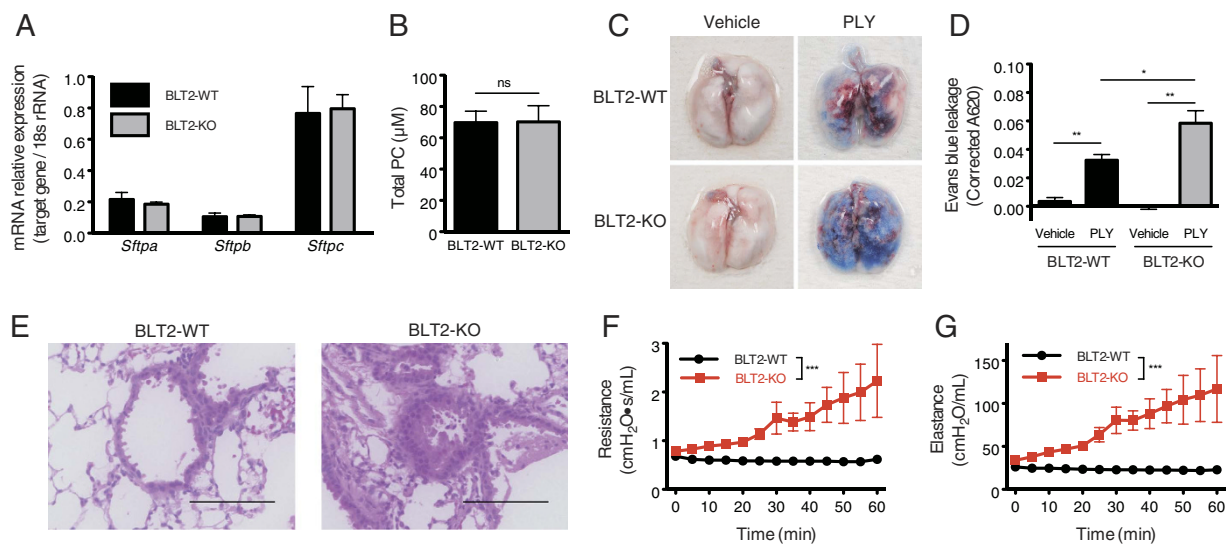 A
mRNA relative expression
(target gene / 18s rRNA)
1.0
0.8
0.6
0.4
0.2
0.0
BLT2-WT
BLT2-KO
Sftpa
Sftpb
Sftpc
B
Total PC (µM)
100
80
60
40
20
0
ns
BLT2-WT
BLT2-KO
C
Vehicle
PLY
BLT2-WT
BLT2-KO
D
Evans blue leakage
(Corrected A620)
0.10
0.08
0.06
0.04
0.02
0.00
*
**
**
Vehicle
PLY
Vehicle
PLY
BLT2-WT
BLT2-KO
E
BLT2-WT
BLT2-KO
F
Resistance
(cmH2O•s/mL)
3
2
1
0
BLT2-WT
BLT2-KO
***
0
10
20
30
40
50
60
Time (min)
G
Elastance
(cmH2O/mL)
150
100
50
0
BLT2-WT
BLT2-KO
***
0
10
20
30
40
50
60
Time (min)